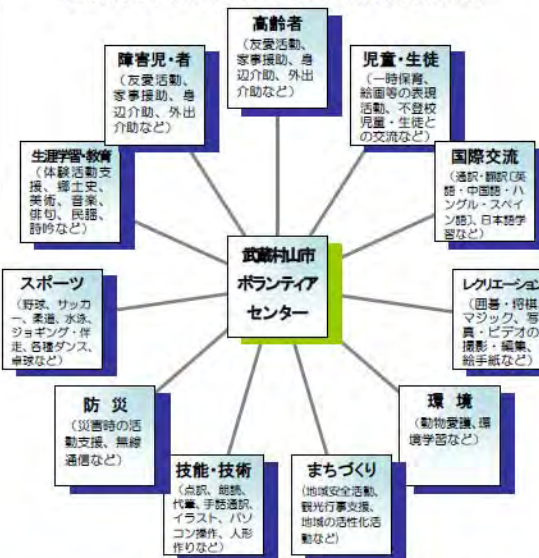 高齢者
(友愛活動、
家事援助、身
辺介助、外出
介助など)
障害児・者
(友愛活動、
家事援助、身
辺介助、外出
介助など)
児童・生徒
(一時保育、
絵画等の表現
活動、不登校
児童・生徒と
の交流など)
生涯学習・教育
(体験活動支
援、郷土史、
美術、音楽、
俳句、民謡、
詩吟など)
国際交流
(通訳・翻訳〔英
語・中国語・ハ
ングル・スペイ
ン語〕、日本語学
習など)
武蔵村山市
ボランティア
センター
スポーツ
(野球、サッカ
ー、柔道、水泳、
ジョギング・伴
走、各種ダンス、
卓球など)
レクリエーション
(囲碁・将棋
マジック、写
真・ビデオの
撮影・編集、
絵手紙など)
防 災
(災害時の活
動支援、無線
通信など)
環 境
(動物愛護、環
境学習など)
技能・技術
(点訳、朗読、
代筆、手話通訳、
イラスト、パソ
コン操作、人形
作りなど)
まちづくり
(地域安全活動、
観光行事支援、
地域の活性化活
動など)